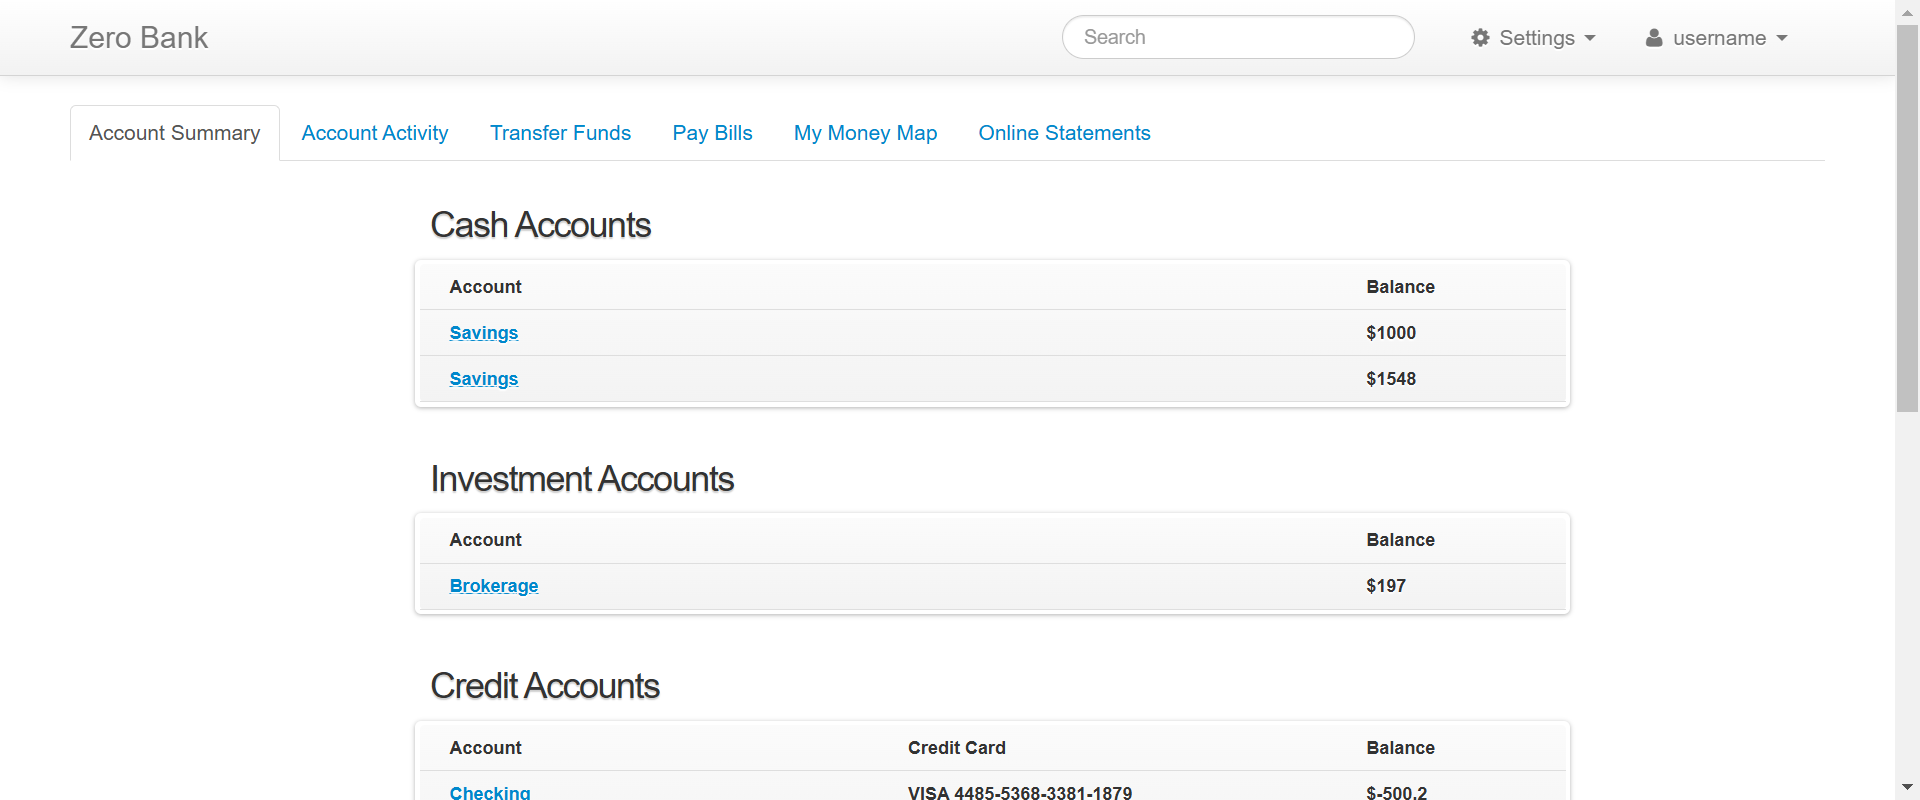 Zero Bank
Search
Settings
username
Account Summary
Account Activity
Transfer Funds
Pay Bills
My Money Map
Online Statements
Cash Accounts
Account Balance
Savings $1000
Savings $1548
Investment Accounts
Account Balance
Brokerage $197
Credit Accounts
Account Credit Card Balance
Checking VISA 4485-5368-3381-1879 $-500.2